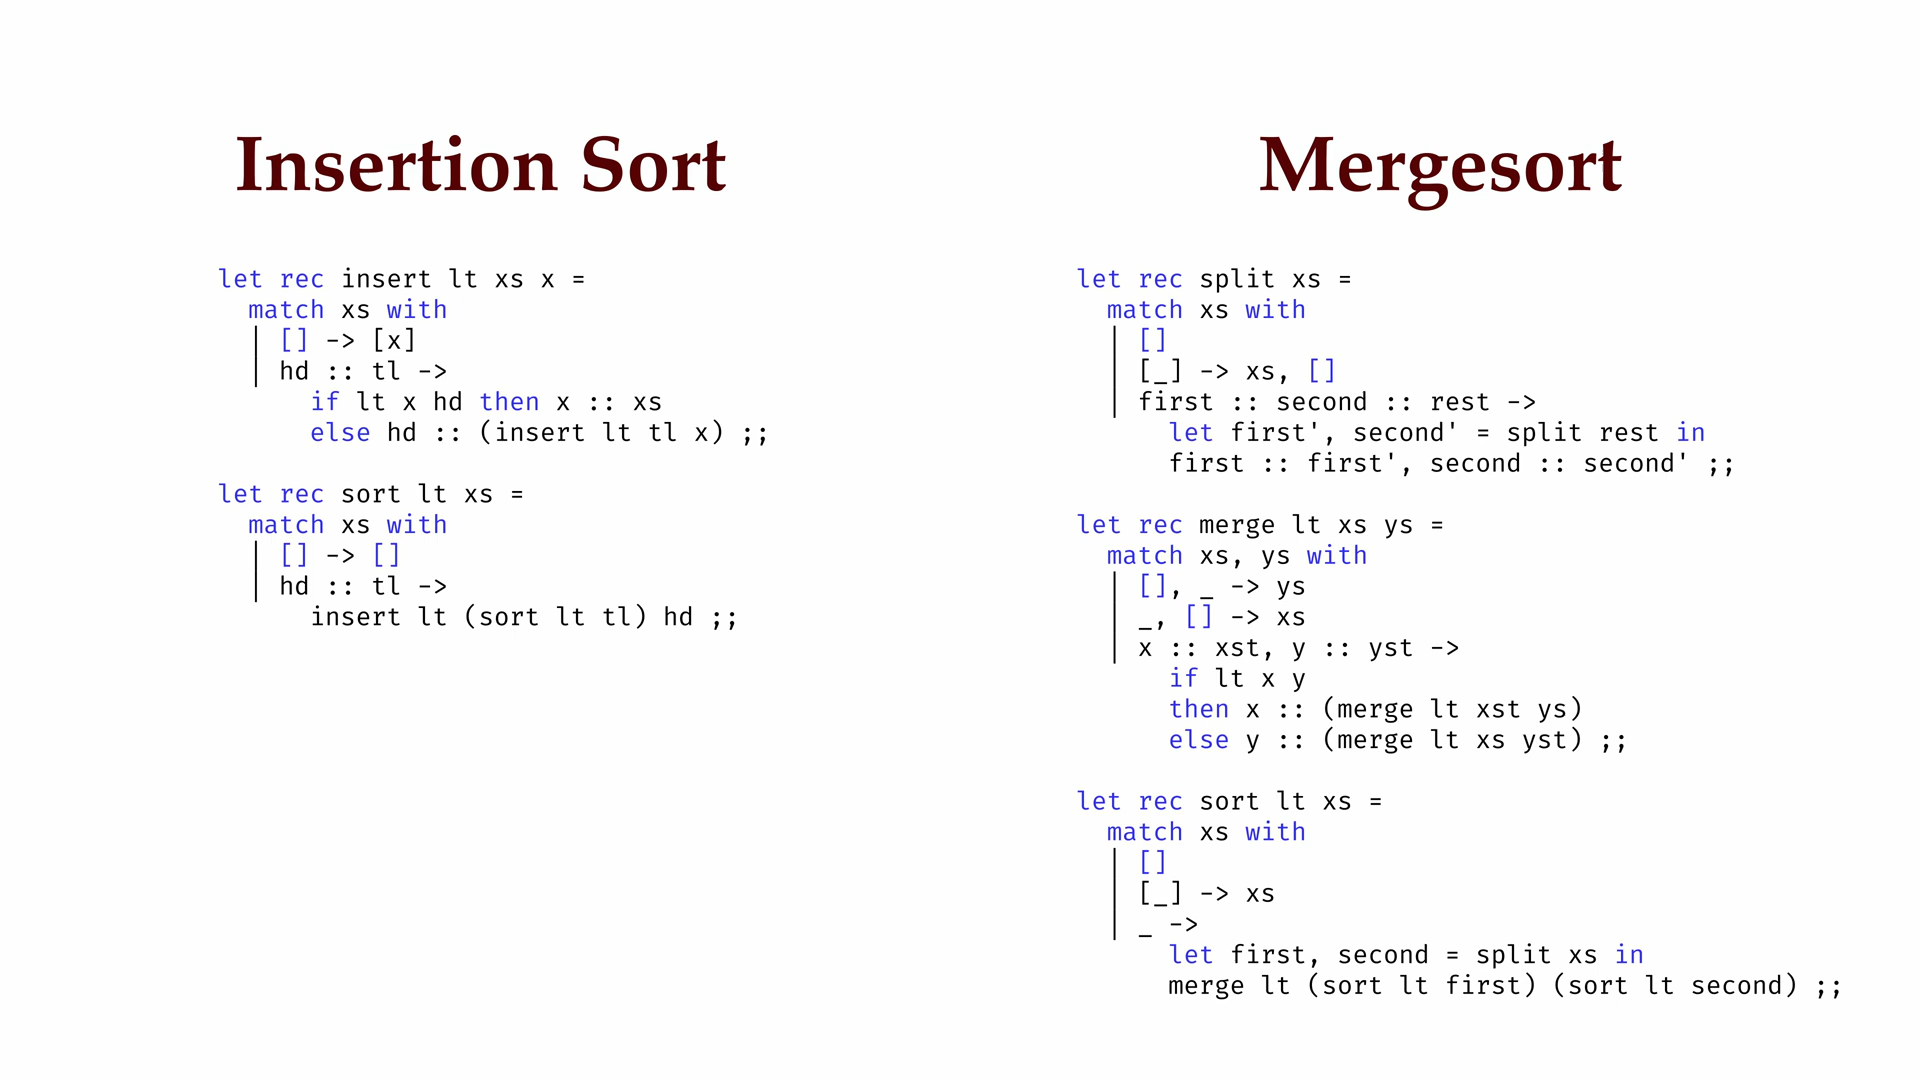 Insertion Sort
let rec insert lt xs x =
  match xs with
  | [] -> [x]
  | hd :: tl ->
      if lt x hd then x :: xs
      else hd :: (insert lt tl x) ;;

let rec sort lt xs =
  match xs with
  | [] -> []
  | hd :: tl ->
      insert lt (sort lt tl) hd ;;

Mergesort
let rec split xs =
  match xs with
  | []
  | [_] -> xs, []
  | first :: second :: rest ->
      let first', second' = split rest in
      first :: first', second :: second' ;;

let rec merge lt xs ys =
  match xs, ys with
  | [], _ -> ys
  | _, [] -> xs
  | x :: xst, y :: yst ->
      if lt x y
      then x :: (merge lt xst ys)
      else y :: (merge lt xs yst) ;;

let rec sort lt xs =
  match xs with
  | []
  | [_] -> xs
  | _ ->
      let first, second = split xs in
      merge lt (sort lt first) (sort lt second) ;;